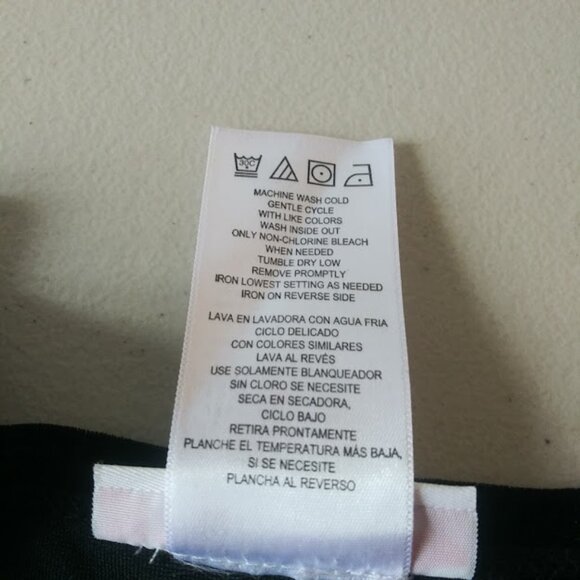 30C
MACHINE WASH COLD
GENTLE CYCLE
WITH LIKE COLORS
WASH INSIDE OUT
ONLY NON-CHLORINE BLEACH
WHEN NEEDED
TUMBLE DRY LOW
REMOVE PROMPTLY
IRON LOWEST SETTING AS NEEDED
IRON ON REVERSE SIDE
LAVA EN LAVADORA CON AGUA FRIA
CICLO DELICADO
CON COLORES SIMILARES
LAVA AL REVÉS
USE SOLAMENTE BLANQUEADOR
SIN CLORO SE NECESITE
SECA EN SECADORA,
CICLO BAJO
RETIRA PRONTAMENTE
PLANCHE EL TEMPERATURA MÁS BAJA,
SI SE NECESITE
PLANCHA AL REVERSO